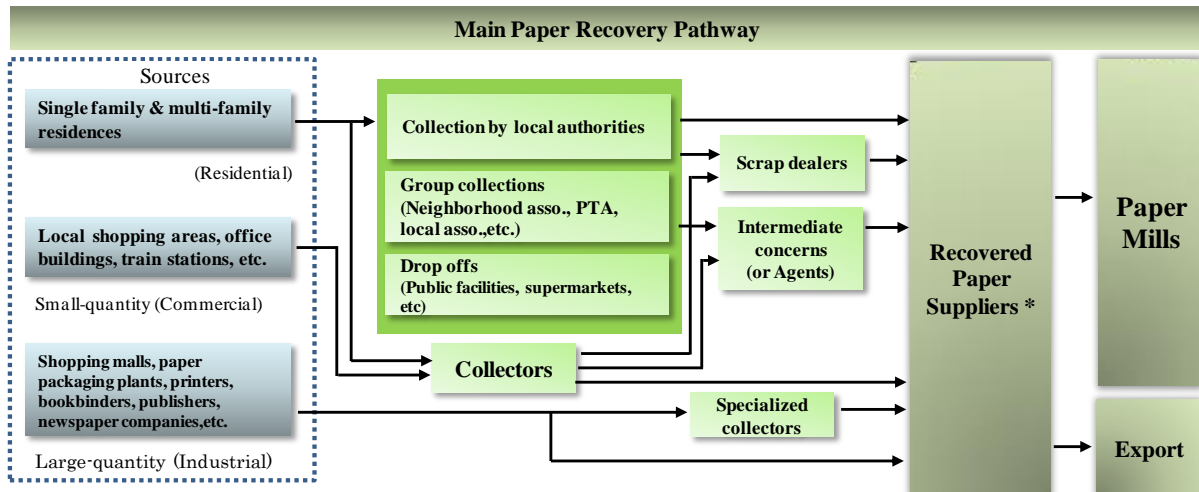 Main Paper Recovery Pathway
Sources
Single family & multi-family
residences
(Residential)
Local shopping areas, office
buildings, train stations, etc.
Small-quantity (Commercial)
Shopping malls, paper
packaging plants, printers,
bookbinders, publishers,
newspaper companies,etc.
Large-quantity (Industrial)
Collection by local authorities
Group collections
(Neighborhood asso., PTA,
local asso.,etc.)
Drop offs
(Public facilities, supermarkets,
etc)
Collectors
Scrap dealers
Intermediate
concerns
(or Agents)
Specialized
collectors
Recovered
Paper
Suppliers *
Paper
Mills
Export